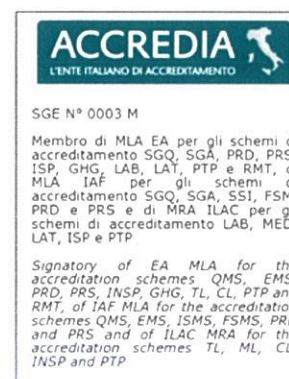 ACCREDIA
L'ENTE ITALIANO DI ACCREDITAMENTO
SGE N° 0003 M
Membro di MLA EA per gli schemi d
accreditamento SGQ, SGA, PRD, PRS,
ISP, GHG, LAB, LAT, PTP e RMT, d
MLA IAF per gli schemi d
accreditamento SGQ, SGA, SSI, FSM
PRD e PRS e di MRA ILAC per gl
schemi di accreditamento LAB, MED,
LAT, ISP e PTP
Signatory of EA MLA for the
accreditation schemes QMS, EMS,
PRD, PRS, INSP, GHG, TL, CL, PTP an
RMT, of IAF MLA for the accreditatio
schemes QMS, EMS, ISMS, FSMS, PR
and PRS and of ILAC MRA for the
accreditation schemes TL, ML, CL
INSP and PTP